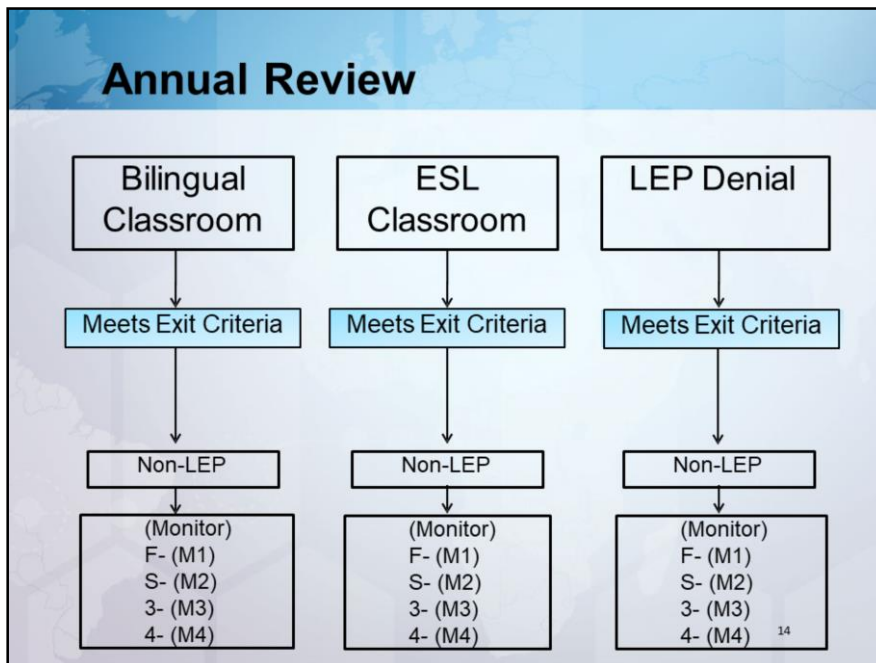 Annual Review
Bilingual
Classroom
Meets Exit Criteria
Non-LEP
(Monitor)
F- (M1)
S- (M2)
3- (M3)
4- (M4)
ESL
Classroom
Meets Exit Criteria
Non-LEP
(Monitor)
F- (M1)
S- (M2)
3- (M3)
4- (M4)
LEP Denial
Meets Exit Criteria
Non-LEP
(Monitor)
F- (M1)
S- (M2)
3- (M3)
4- (M4)
14